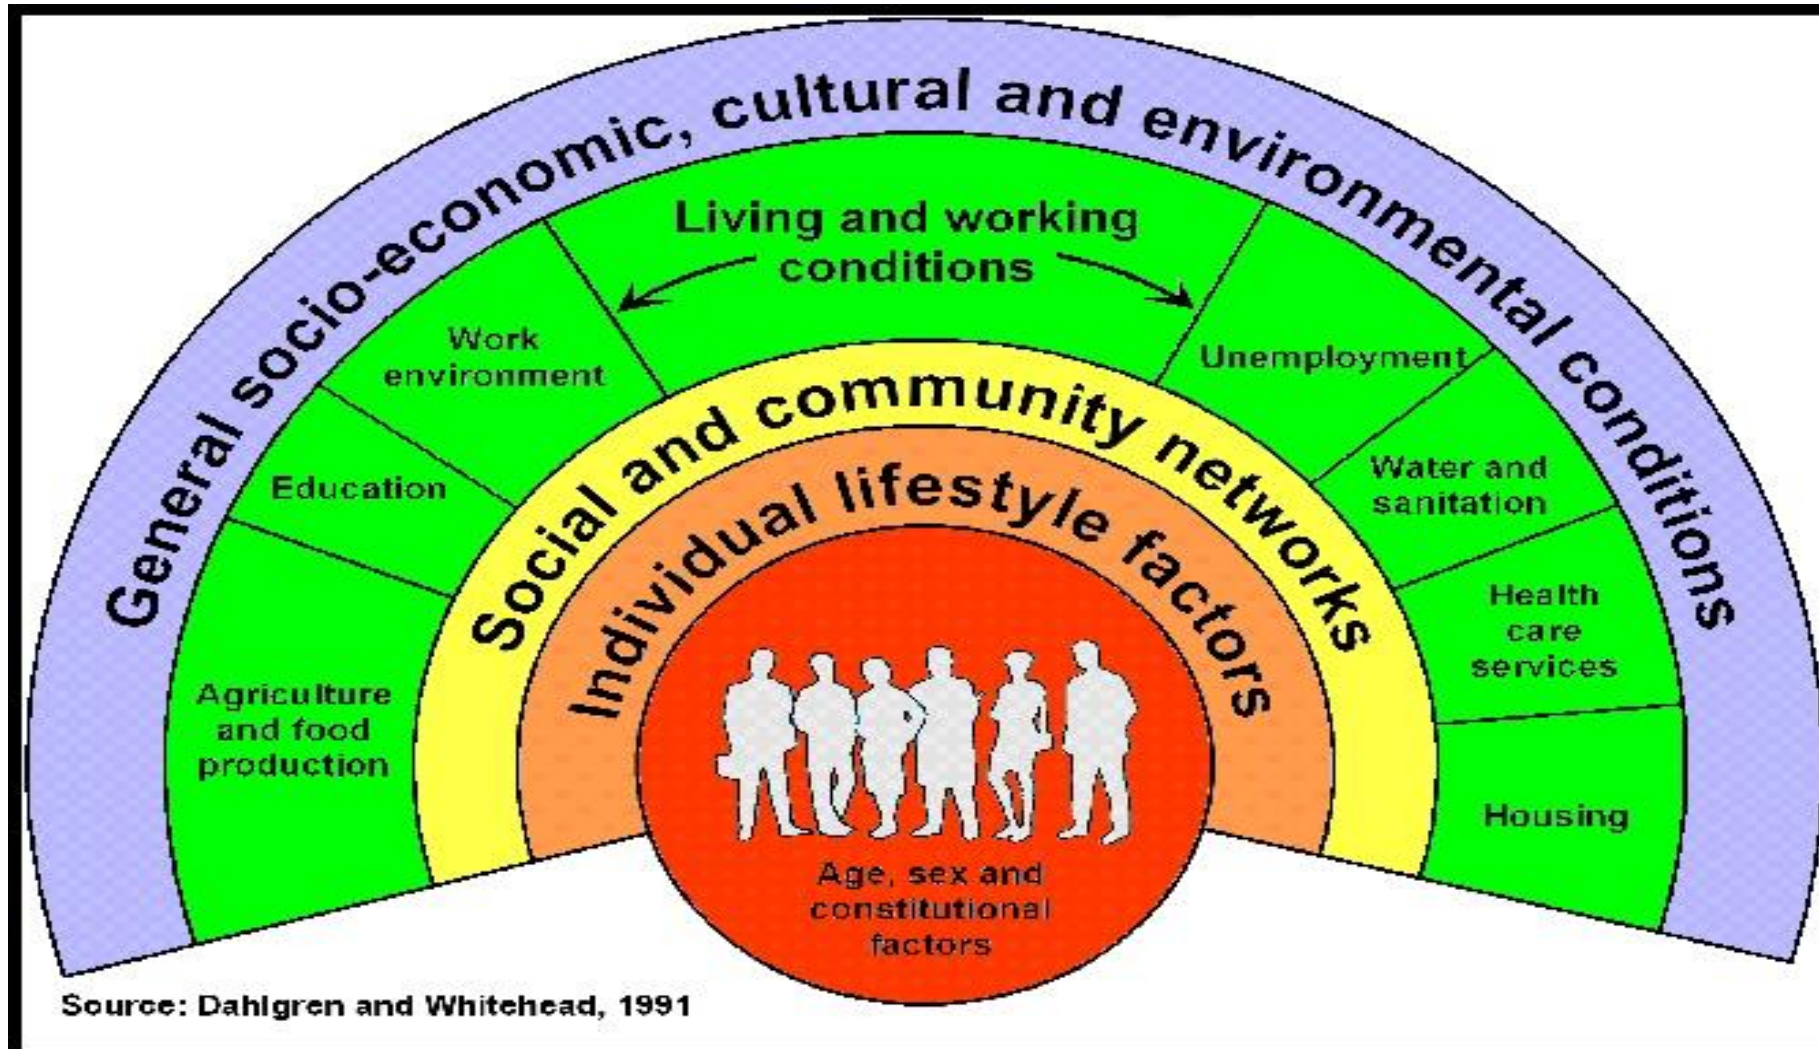 General socio-economic, cultural and environmental conditions
Living and working
conditions
Work
environment
Unemployment
Education
Water and
sanitation
Agriculture
and food
production
Health
care
services
Housing
Social and community networks
Individual lifestyle factors
Age, sex and
constitutional
factors
Source: Dahlgren and Whitehead, 1991